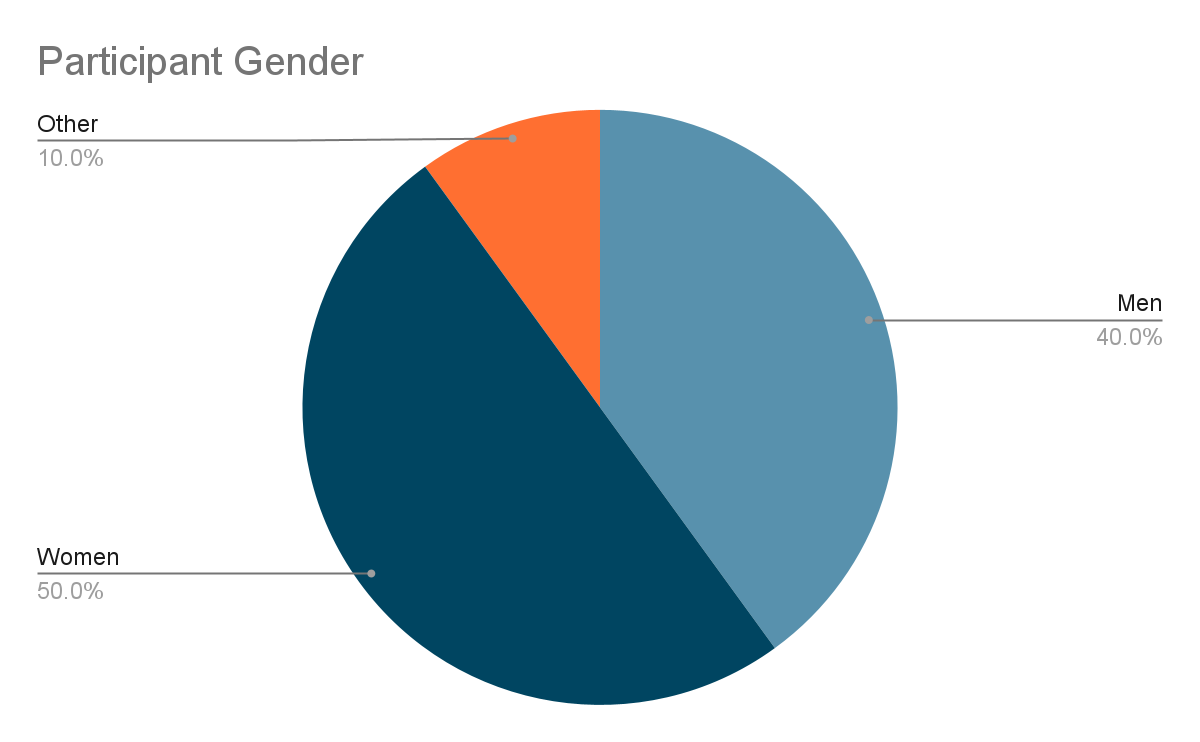 Participant Gender
Other
10.0%
Men
40.0%
Women
50.0%